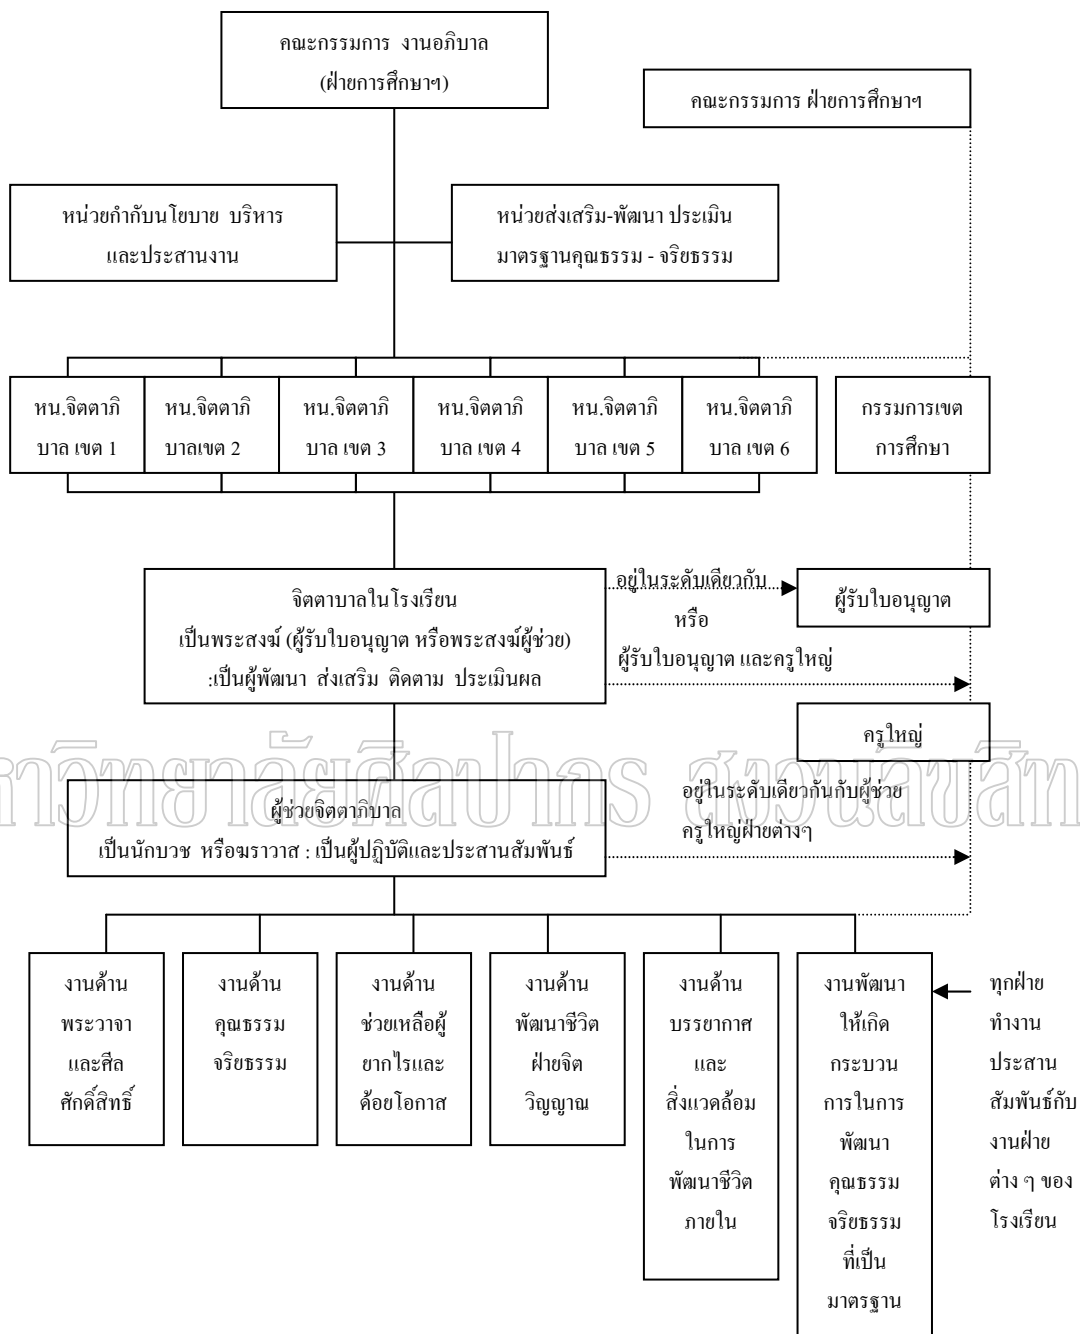 คณะกรรมการ งานอภิบาล
(ฝ่ายการศึกษาฯ)
คณะกรรมการ ฝ่ายการศึกษาฯ
หน่วยกำกับนโยบาย บริหาร
และประสานงาน
หน่วยส่งเสริม-พัฒนา ประเมิน
มาตรฐานคุณธรรม - จริยธรรม
หน.จิตตาภิ
บาล เขต 1
หน.จิตตาภิ
บาลเขต 2
หน.จิตตาภิ
บาล เขต 3
หน.จิตตาภิ
บาล เขต 4
หน.จิตตาภิ
บาล เขต 5
หน.จิตตาภิ
บาล เขต 6
กรรมการเขต
การศึกษา
จิตตาบาลในโรงเรียน
เป็นพระสงฆ์ (ผู้รับใบอนุญาต หรือพระสงฆ์ผู้ช่วย)
:เป็นผู้พัฒนา ส่งเสริม ติดตาม ประเมินผล
อยู่ในระดับเดียวกับ
หรือ
ผู้รับใบอนุญาต และครูใหญ่
ผู้รับใบอนุญาต
ครูใหญ่
มหาวิทยาลัยศิลปากร สงวนลิขสิทธิ์
ผู้ช่วยจิตตาภิบาล
เป็นนักบวช หรือฆราวาส : เป็นผู้ปฏิบัติและประสานสัมพันธ์
อยู่ในระดับเดียวกันกับผู้ช่วย
ครูใหญ่ฝ่ายต่างๆ
งานด้าน
พระวาจา
และศีล
ศักดิ์สิทธิ์
งานด้าน
คุณธรรม
จริยธรรม
งานด้าน
ช่วยเหลือผู้
ยากไร้และ
ด้อยโอกาส
งานด้าน
พัฒนาชีวิต
ฝ่ายจิต
วิญญาณ
งานด้าน
บรรยากาศ
และ
สิ่งแวดล้อม
ในการ
พัฒนาชีวิต
ภายใน
งานพัฒนา
ให้เกิด
กระบวน
การในการ
พัฒนา
คุณธรรม
จริยธรรม
ที่เป็น
มาตรฐาน
ทุกฝ่าย
ทำงาน
ประสาน
สัมพันธ์กับ
งานฝ่าย
ต่าง ๆ ของ
โรงเรียน